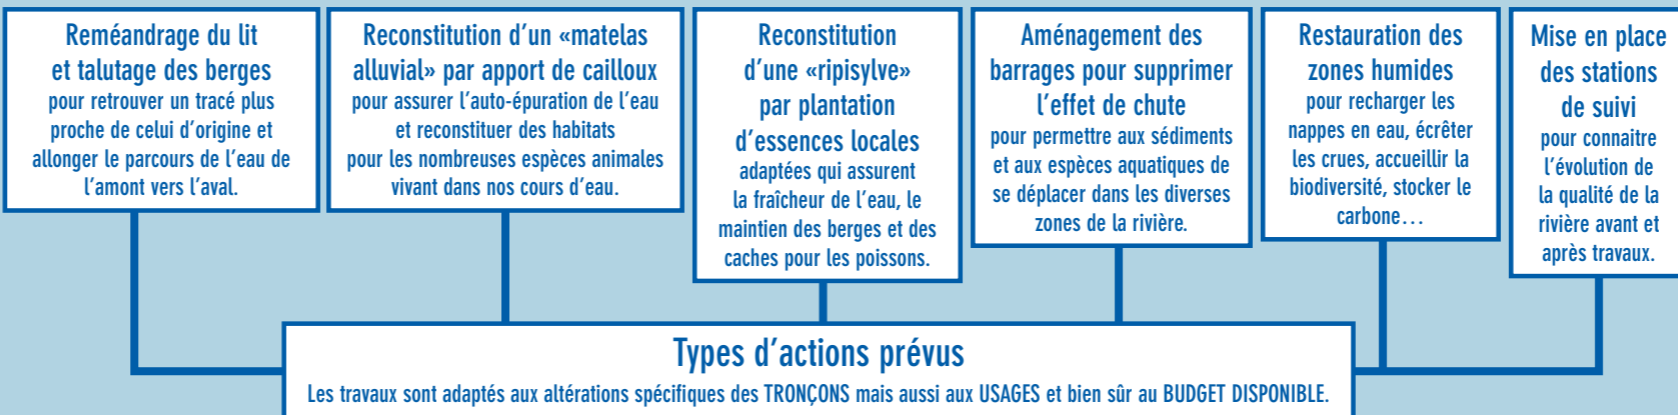 Reméandrage du lit
et talutage des berges
pour retrouver un tracé plus
proche de celui d'origine et
allonger le parcours de l'eau de
l'amont vers l'aval.
Reconstitution d'un «matelas
alluvial» par apport de cailloux
pour assurer l'auto-épuration de l'eau
et reconstituer des habitats
pour les nombreuses espèces animales
vivant dans nos cours d'eau.
Reconstitution
d'une «ripisylve»
par plantation
d'essences locales
adaptées qui assurent
la fraîcheur de l'eau, le
maintien des berges et des
caches pour les poissons.
Aménagement des
barrages pour supprimer
l'effet de chute
pour permettre aux sédiments
et aux espèces aquatiques de
se déplacer dans les diverses
zones de la rivière.
Restauration des
zones humides
pour recharger les
nappes en eau, écrêter
les crues, accueillir la
biodiversité, stocker le
carbone…
Mise en place
des stations
de suivi
pour connaitre
l'évolution de
la qualité de la
rivière avant et
après travaux.
Types d'actions prévus
Les travaux sont adaptés aux altérations spécifiques des TRONÇONS mais aussi aux USAGES et bien sûr au BUDGET DISPONIBLE.